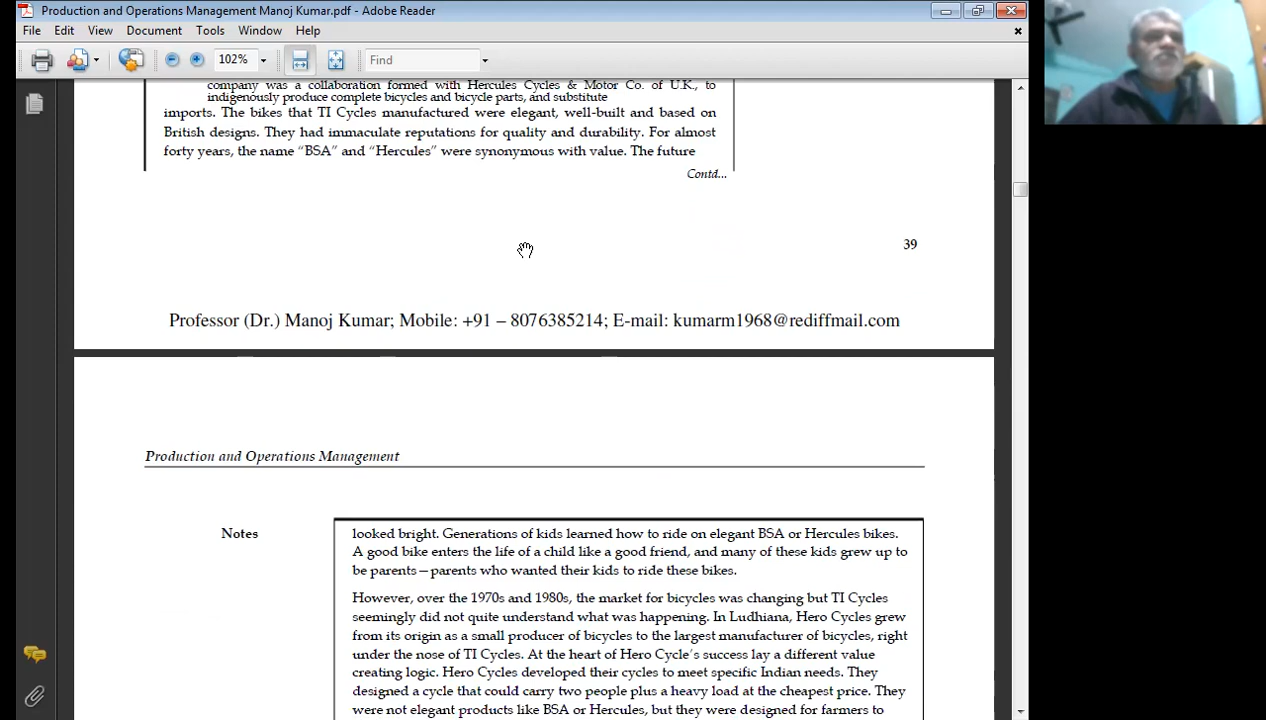 Production and Operations Management Manoj Kumar.pdf - Adobe Reader
File Edit View Document Tools Window Help
102% Find
company was a collaboration formed with Hercules Cycles & Motor Co. of U.K., to
indigenously produce complete bicycles and bicycle parts, and substitute
imports. The bikes that TI Cycles manufactured were elegant, well-built and based on
British designs. They had immaculate reputations for quality and durability. For almost
forty years, the name "BSA" and "Hercules" were synonymous with value. The future
Contd...
39
Professor (Dr.) Manoj Kumar; Mobile: +91 – 8076385214; E-mail: kumarm1968@rediffmail.com
Production and Operations Management
Notes
looked bright. Generations of kids learned how to ride on elegant BSA or Hercules bikes.
A good bike enters the life of a child like a good friend, and many of these kids grew up to
be parents—parents who wanted their kids to ride these bikes.
However, over the 1970s and 1980s, the market for bicycles was changing but TI Cycles
seemingly did not quite understand what was happening. In Ludhiana, Hero Cycles grew
from its origin as a small producer of bicycles to the largest manufacturer of bicycles, right
under the nose of TI Cycles. At the heart of Hero Cycle's success lay a different value
creating logic. Hero Cycles developed their cycles to meet specific Indian needs. They
designed a cycle that could carry two people plus a heavy load at the cheapest price. They
were not elegant products like BSA or Hercules, but they were designed for farmers to